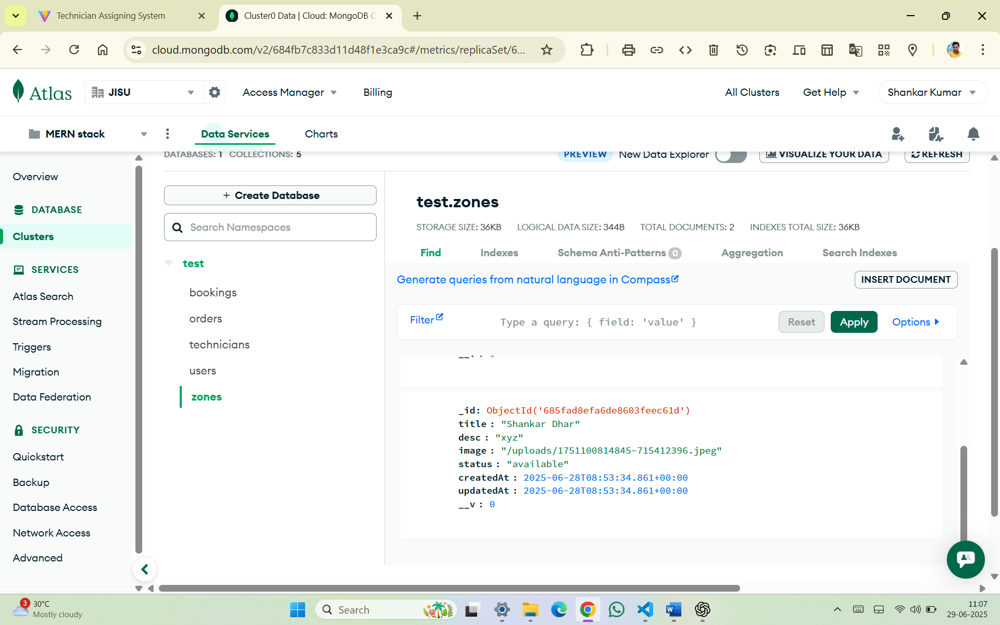 Technician Assigning System
Cluster0 Data | Cloud: MongoDB C
cloud.mongodb.com/v2/684fb7c833d11d48f1e3ca9c#/metrics/replicaSet/6...
Atlas
JISU
Access Manager
Billing
All Clusters
Get Help
Shankar Kumar
MERN stack
Data Services
Charts
DATABASES: 1 COLLECTIONS: 5
PREVIEW New Data Explorer
VISUALIZE YOUR DATA
REFRESH
Overview
DATABASE
Clusters
SERVICES
Atlas Search
Stream Processing
Triggers
Migration
Data Federation
SECURITY
Quickstart
Backup
Database Access
Network Access
Advanced
+ Create Database
Search Namespaces
test
bookings
orders
technicians
users
zones
test.zones
STORAGE SIZE: 36KB LOGICAL DATA SIZE: 344B TOTAL DOCUMENTS: 2 INDEXES TOTAL SIZE: 36KB
Find
Indexes
Schema Anti-Patterns 0
Aggregation
Search Indexes
Generate queries from natural language in Compass
INSERT DOCUMENT
Filter
Type a query: { field: 'value' }
Reset
Apply
Options
_id: ObjectId('685fad8efa6de8603feec61d')
title : "Shankar Dhar"
desc : "xyz"
image : "/uploads/1751100814845-715412396.jpeg"
status : "available"
createdAt : 2025-06-28T08:53:34.861+00:00
updatedAt : 2025-06-28T08:53:34.861+00:00
__v : 0
3
30°C
Mostly cloudy
Search
11:07
29-06-2025